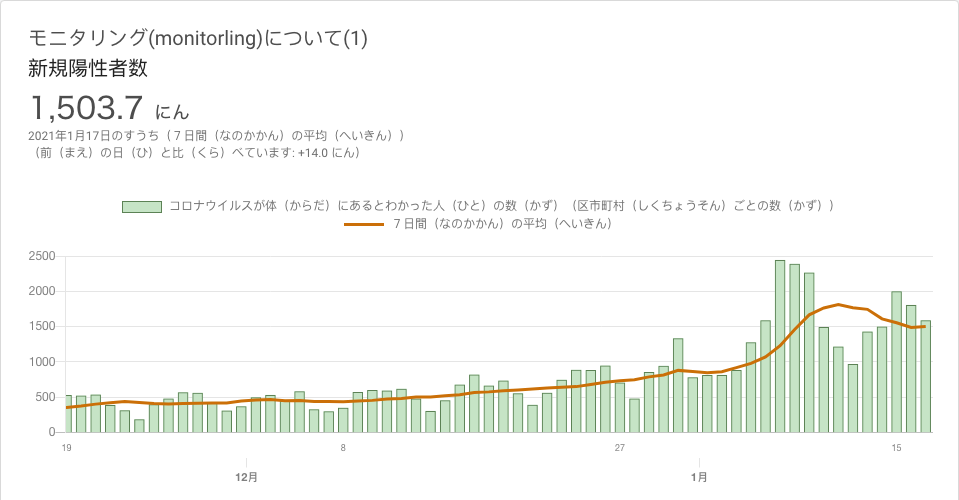 モニタリング(monitorling)について(1)
新規陽性者数
1,503.7 にん
2021年1月17日のすうち（７日間（なのかかん）の平均（へいきん））
（前（まえ）の日（ひ）と比（くら）べています: +14.0 にん）
コロナウイルスが体（からだ）にあるとわかった人（ひと）の数（かず）（区市町村（しくちょうそん）ごとの数（かず））
７日間（なのかかん）の平均（へいきん）
2500
2000
1500
1000
500
0
19 8 27 15
12月 1月